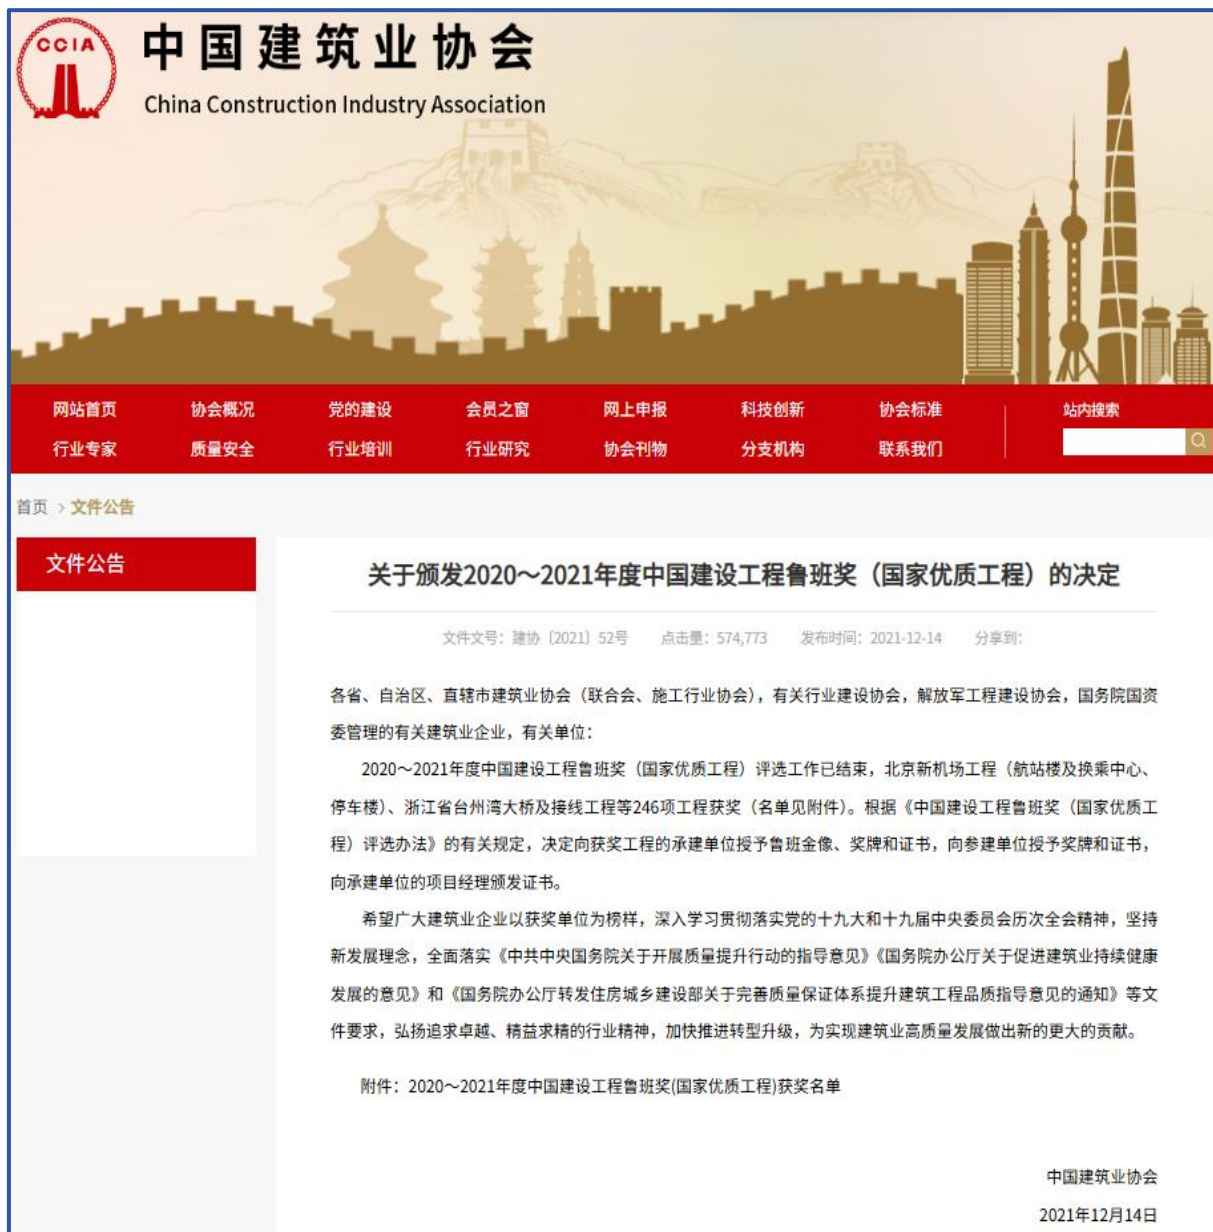 CCIA
中国建筑业协会
China Construction Industry Association
网站首页 协会概况 党的建设 会员之窗 网上申报 科技创新 协会标准 站内搜索
行业专家 质量安全 行业培训 行业研究 协会刊物 分支机构 联系我们
首页 > 文件公告
文件公告
关于颁发2020～2021年度中国建设工程鲁班奖（国家优质工程）的决定
文件文号：建协〔2021〕52号 点击量：574,773 发布时间：2021-12-14 分享到：
各省、自治区、直辖市建筑业协会（联合会、施工行业协会），有关行业建设协会，解放军工程建设协会，国务院国资
委管理的有关建筑业企业，有关单位：
2020～2021年度中国建设工程鲁班奖（国家优质工程）评选工作已结束，北京新机场工程（航站楼及换乘中心、
停车楼）、浙江省台州湾大桥及接线工程等246项工程获奖（名单见附件）。根据《中国建设工程鲁班奖（国家优质工
程）评选办法》的有关规定，决定向获奖工程的承建单位授予鲁班金像、奖牌和证书，向参建单位授予奖牌和证书，
向承建单位的项目经理颁发证书。
希望广大建筑业企业以获奖单位为榜样，深入学习贯彻落实党的十九大和十九届中央委员会历次全会精神，坚持
新发展理念，全面落实《中共中央国务院关于开展质量提升行动的指导意见》《国务院办公厅关于促进建筑业持续健康
发展的意见》和《国务院办公厅转发住房城乡建设部关于完善质量保证体系提升建筑工程品质指导意见的通知》等文
件要求，弘扬追求卓越、精益求精的行业精神，加快推进转型升级，为实现建筑业高质量发展做出新的更大的贡献。
附件：2020～2021年度中国建设工程鲁班奖(国家优质工程)获奖名单
中国建筑业协会
2021年12月14日